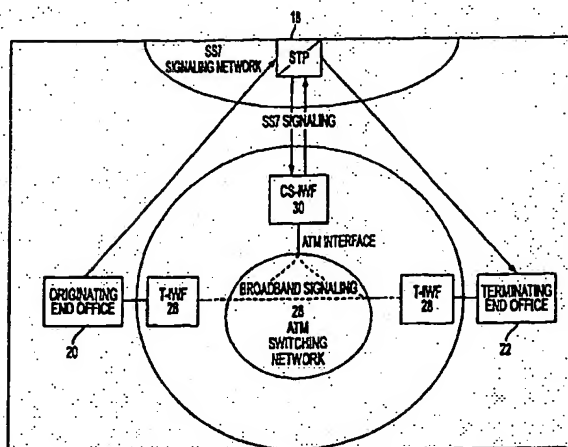 18
SS7
SIGNALING NETWORK
STP
SS7 SIGNALING
CS-IWF
30
ATM INTERFACE
ORIGINATING
END OFFICE
20
T-IWF
28
BROADBAND SIGNALING
28
ATM
SWITCHING
NETWORK
T-IWF
28
TERMINATING
END OFFICE
22